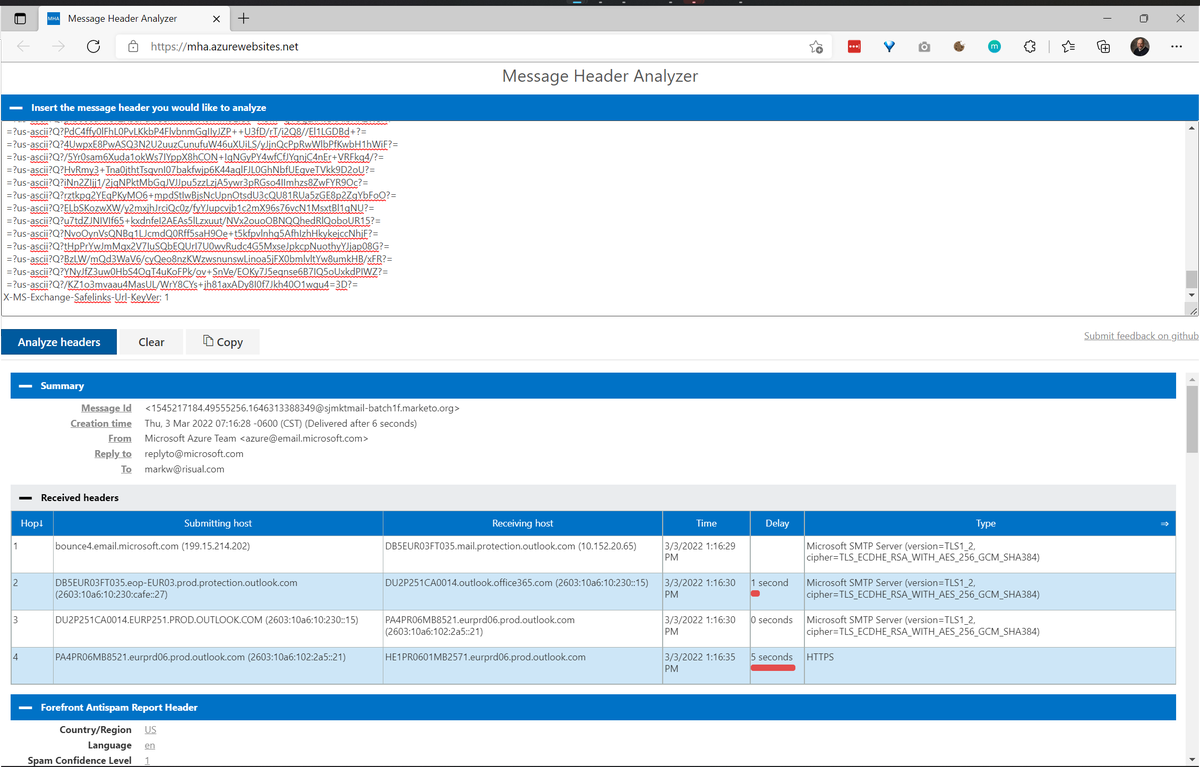 MHA Message Header Analyzer
https://mha.azurewebsites.net
Message Header Analyzer
Insert the message header you would like to analyze
=?us-ascii?Q?PdC4ffy0lFhL0PvLKkbP4FlvbnmGqIlyJZP++U3fD/rT/i2Q8//El1LGDBd+?=
=?us-ascii?Q?4UwpxE8PwASQ3N2U2uuzCunufuW46uXUiLS/yJjnQcPpRwWlbPfKwbH1hWiF?=
=?us-ascii?Q?/5Yr0sam6Xuda1okWs7IYppX8hCON+IgNGyPY4wfCfJYgnjC4nEr+VRFkg4/?=
=?us-ascii?Q?HvRmy3+Tna0jthtTsgvnI07bakfwjp6K44aglFJL0GhNbfUEgveTVkk9D2oU?=
=?us-ascii?Q?iNn2ZIjj1/2jgNPktMbGqJVJJpu5zzLzjA5ywr3pRGso4IImhzs8ZwFYR9Oc?=
=?us-ascii?Q?rztkpq2YEqPKyMO6+mpdStIwBjsNcUpnOtsdU3cQU81RUa5zGE8p2ZqYbFoO?=
=?us-ascii?Q?ELbSKozwXW/y2mxjhJrciQc0z/fyYJupcvjb1c2mX96s76vcN1MsxtBl1qNU?=
=?us-ascii?Q?u7tdZJNIVIf65+kxdnfeI2AEAs5lLzxuut/NVx2ouoOBNQQhedRlQoboUR15?=
=?us-ascii?Q?NvoOynVsQNBq1LJcmdQ0Rff5saH9Oe+t5kfpvlnhg5AfhIzhHkykejccNhjF?=
=?us-ascii?Q?tHpPrYwJmMqx2V7IuSQbEQUrl7U0wvRudc4G5MxseJpkcpNuothyYJjap08G?=
=?us-ascii?Q?BzLW/mQd3WaV6/cyQeo8nzKWzwsnunswLinoa5jFX0bmlvltYw8umkHB/xFR?=
=?us-ascii?Q?YNyJfZ3uw0HbS4OgT4uKoFPk/ov+SnVe/EOKy7J5eqnse6B7IQ5oUxkdPIWZ?=
=?us-ascii?Q?/KZ1o3mvaau4MasUL/WrY8CYs+jh81axADy8I0f7Jkh40O1wgu4=3D?=
X-MS-Exchange-Safelinks-Url-KeyVer: 1
Analyze headers Clear Copy Submit feedback on github
Summary
Message Id <1545217184.49555256.1646313388349@sjmktmail-batch1f.marketo.org>
Creation time Thu, 3 Mar 2022 07:16:28 -0600 (CST) (Delivered after 6 seconds)
From Microsoft Azure Team <azure@email.microsoft.com>
Reply to replyto@microsoft.com
To markw@risual.com
Received headers
Hop↓ Submitting host Receiving host Time Delay Type ⇒
1 bounce4.email.microsoft.com (199.15.214.202) DB5EUR03FT035.mail.protection.outlook.com (10.152.20.65) 3/3/2022 1:16:29 Microsoft SMTP Server (version=TLS1_2,
PM cipher=TLS_ECDHE_RSA_WITH_AES_256_GCM_SHA384)
2 DB5EUR03FT035.eop-EUR03.prod.protection.outlook.com DU2P251CA0014.outlook.office365.com (2603:10a6:10:230::15) 3/3/2022 1:16:30 1 second Microsoft SMTP Server (version=TLS1_2,
(2603:10a6:10:230:cafe::27) PM cipher=TLS_ECDHE_RSA_WITH_AES_256_GCM_SHA384)
3 DU2P251CA0014.EURP251.PROD.OUTLOOK.COM (2603:10a6:10:230::15) PA4PR06MB8521.eurprd06.prod.outlook.com 3/3/2022 1:16:30 0 seconds Microsoft SMTP Server (version=TLS1_2,
(2603:10a6:102:2a5::21) PM cipher=TLS_ECDHE_RSA_WITH_AES_256_GCM_SHA384)
4 PA4PR06MB8521.eurprd06.prod.outlook.com (2603:10a6:102:2a5::21) HE1PR0601MB2571.eurprd06.prod.outlook.com 3/3/2022 1:16:35 5 seconds HTTPS
PM
Forefront Antispam Report Header
Country/Region US
Language en
Spam Confidence Level 1